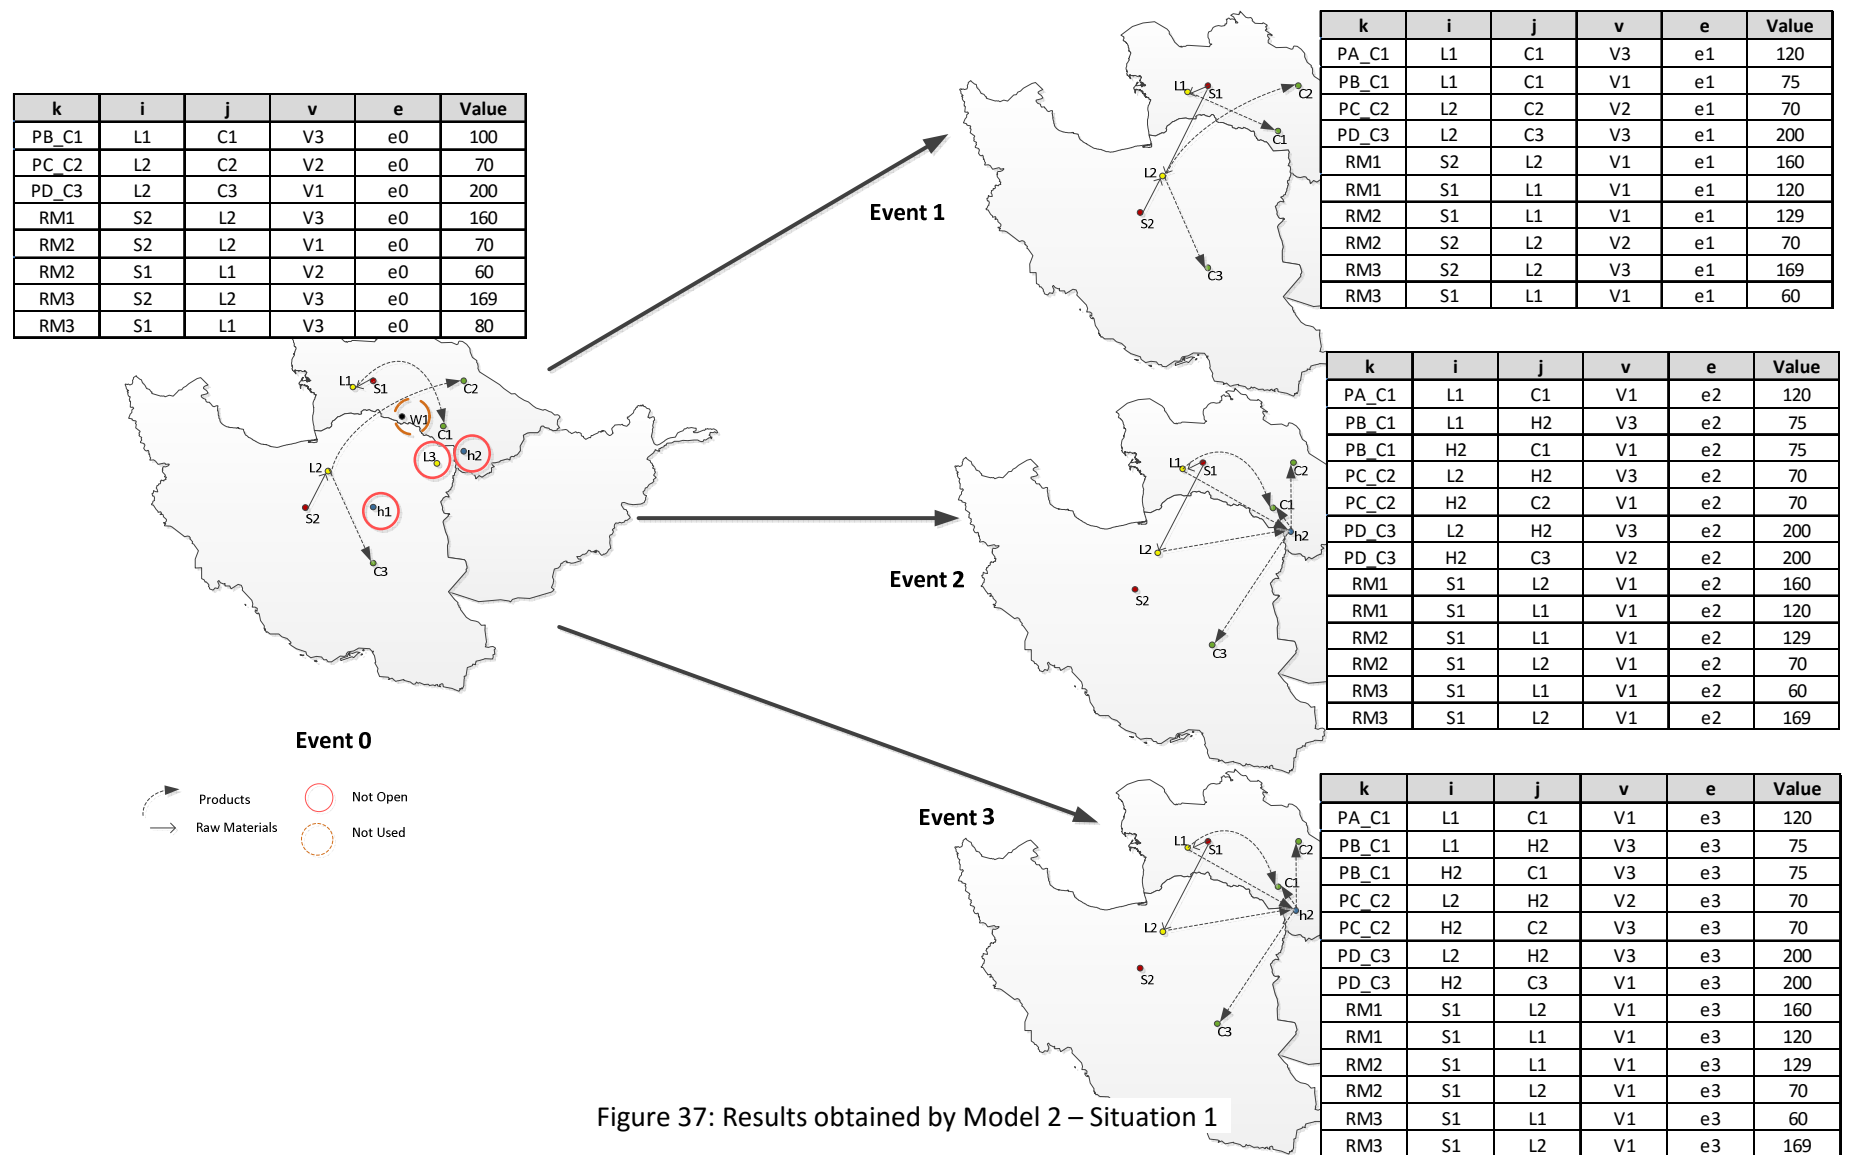 k i j v e Value
PB_C1 L1 C1 V3 e0 100
PC_C2 L2 C2 V2 e0 70
PD_C3 L2 C3 V1 e0 200
RM1 S2 L2 V3 e0 160
RM2 S2 L2 V1 e0 70
RM2 S1 L1 V2 e0 60
RM3 S2 L2 V3 e0 169
RM3 S1 L1 V3 e0 80
L1 S1 C2
W1
C1
L3 h2
L2
S2 h1
C3
Event 0
Products Not Open
Raw Materials Not Used
Event 1
L1 S1 C2
C1
L2
S2
C3
k i j v e Value
PA_C1 L1 C1 V3 e1 120
PB_C1 L1 C1 V1 e1 75
PC_C2 L2 C2 V2 e1 70
PD_C3 L2 C3 V3 e1 200
RM1 S2 L2 V1 e1 160
RM1 S1 L1 V1 e1 120
RM2 S1 L1 V1 e1 129
RM2 S2 L2 V2 e1 70
RM3 S2 L2 V3 e1 169
RM3 S1 L1 V1 e1 60
Event 2
L1 S1 C2
C1
h2
L2
S2
C3
k i j v e Value
PA_C1 L1 C1 V1 e2 120
PB_C1 L1 H2 V3 e2 75
PB_C1 H2 C1 V1 e2 75
PC_C2 L2 H2 V3 e2 70
PC_C2 H2 C2 V1 e2 70
PD_C3 L2 H2 V3 e2 200
PD_C3 H2 C3 V2 e2 200
RM1 S1 L2 V1 e2 160
RM1 S1 L1 V1 e2 120
RM2 S1 L1 V1 e2 129
RM2 S1 L2 V1 e2 70
RM3 S1 L1 V1 e2 60
RM3 S1 L2 V1 e2 169
Event 3
L1 S1 C2
C1
h2
L2
S2
C3
k i j v e Value
PA_C1 L1 C1 V1 e3 120
PB_C1 L1 H2 V3 e3 75
PB_C1 H2 C1 V3 e3 75
PC_C2 L2 H2 V2 e3 70
PC_C2 H2 C2 V3 e3 70
PD_C3 L2 H2 V3 e3 200
PD_C3 H2 C3 V1 e3 200
RM1 S1 L2 V1 e3 160
RM1 S1 L1 V1 e3 120
RM2 S1 L1 V1 e3 129
RM2 S1 L2 V1 e3 70
RM3 S1 L1 V1 e3 60
RM3 S1 L2 V1 e3 169
Figure 37: Results obtained by Model 2 – Situation 1